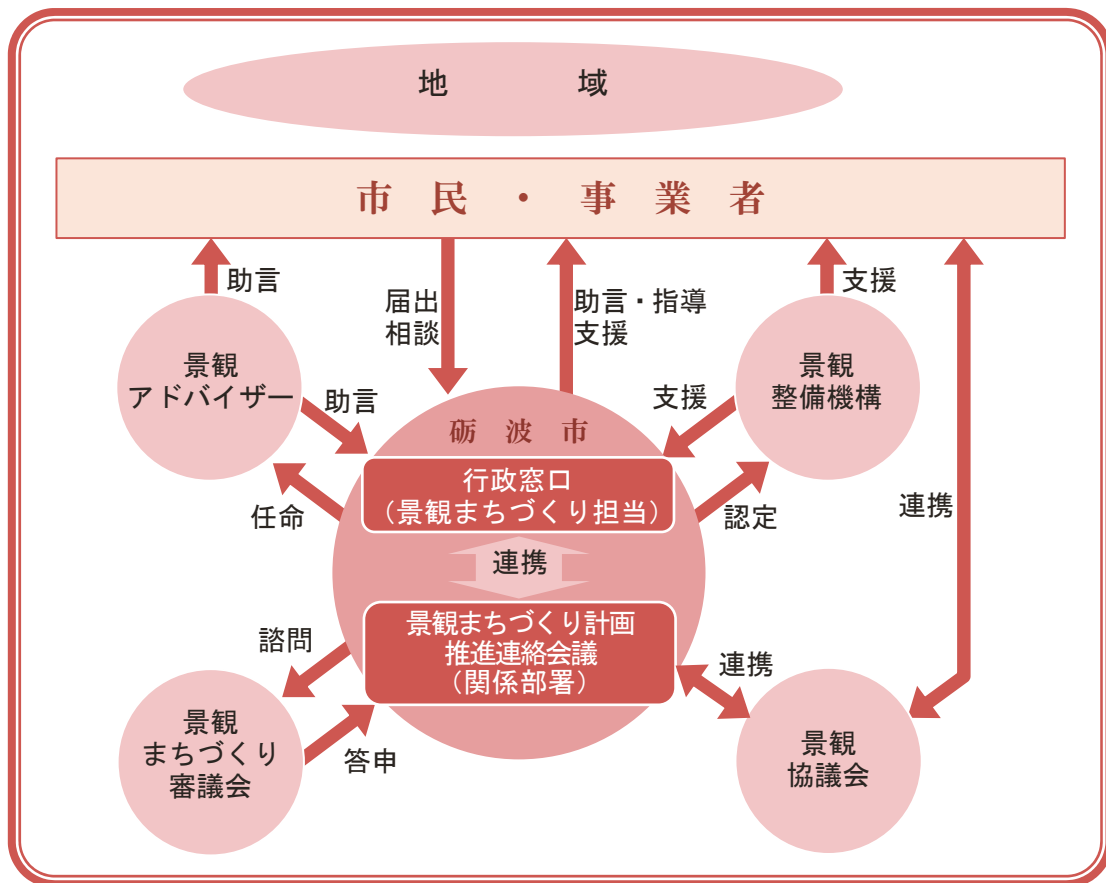 地域
市民・事業者
助言
届出
相談
助言・指導
支援
支援
景観
アドバイザー
景観
整備機構
助言
支援
砺波市
行政窓口
（景観まちづくり担当）
任命
認定
連携
連携
景観まちづくり計画
推進連絡会議
（関係部署）
諮問
連携
景観
まちづくり
審議会
答申
景観
協議会